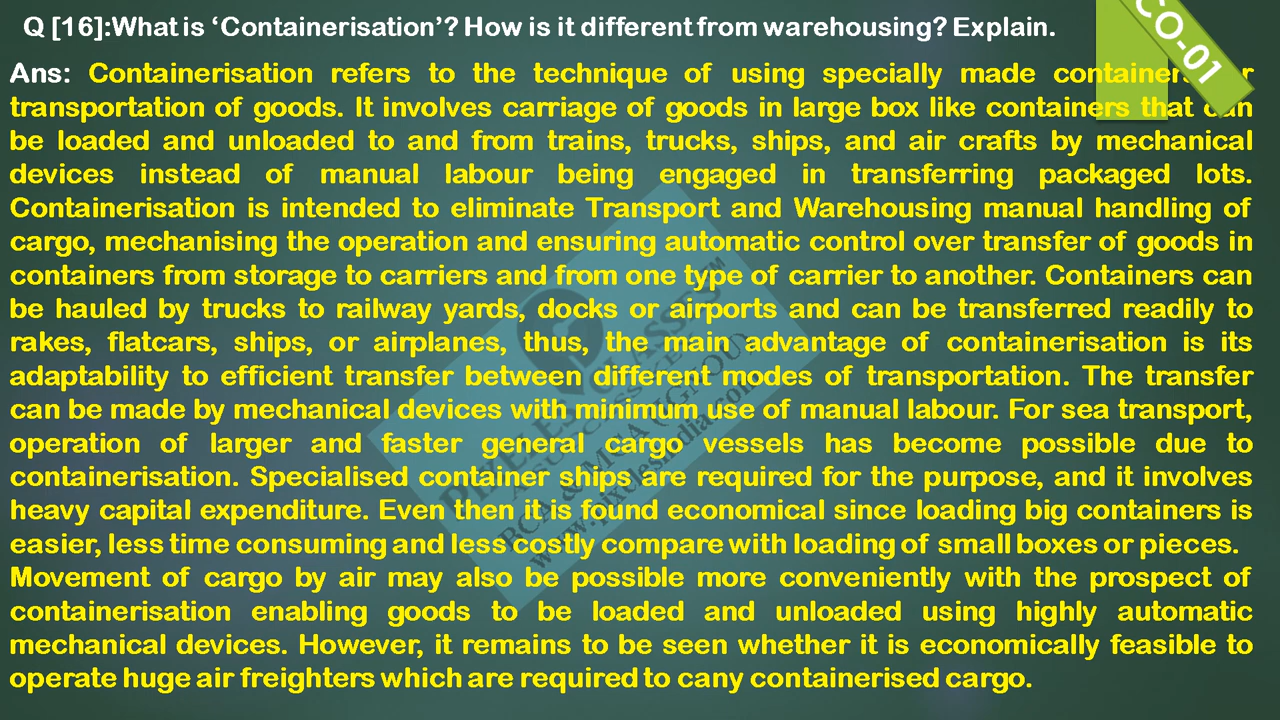 Q [16]:What is ‘Containerisation’? How is it different from warehousing? Explain.
CO-01
Ans: Containerisation refers to the technique of using specially made
transportation of goods. It involves carriage of goods in large box like containers that can
be loaded and unloaded to and from trains, trucks, ships, and air crafts by mechanical
devices instead of manual labour being engaged in transferring packaged lots.
Containerisation is intended to eliminate Transport and Warehousing manual handling of
cargo, mechanising the operation and ensuring automatic control over transfer of goods in
containers from storage to carriers and from one type of carrier to another. Containers can
be hauled by trucks to railway yards, docks or airports and can be transferred readily to
rakes, flatcars, ships, or airplanes, thus, the main advantage of containerisation is its
adaptability to efficient transfer between different modes of transportation. The transfer
can be made by mechanical devices with minimum use of manual labour. For sea transport,
operation of larger and faster general cargo vessels has become possible due to
containerisation. Specialised container ships are required for the purpose, and it involves
heavy capital expenditure. Even then it is found economical since loading big containers is
easier, less time consuming and less costly compare with loading of small boxes or pieces.
Movement of cargo by air may also be possible more conveniently with the prospect of
containerisation enabling goods to be loaded and unloaded using highly automatic
mechanical devices. However, it remains to be seen whether it is economically feasible to
operate huge air freighters which are required to cany containerised cargo.
BCA & MCA (IGNOU)
www.pixelesindia.com